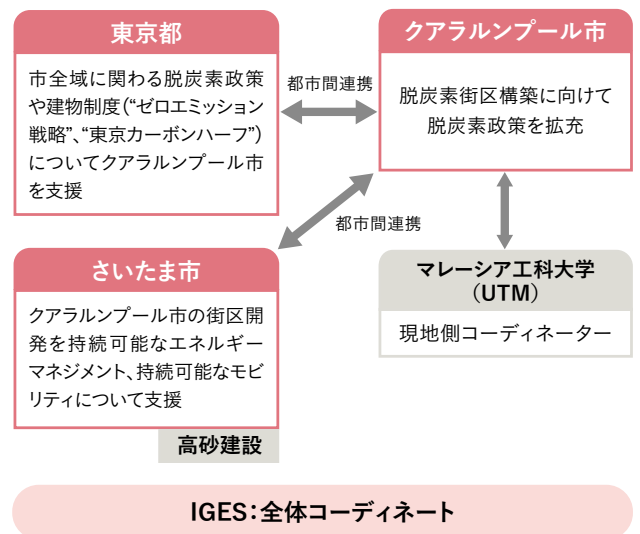 東京都
市全域に関わる脱炭素政策
や建物制度(“ゼロエミッション
戦略”、“東京カーボンハーフ”)
についてクアラルンプール市
を支援
都市間連携
クアラルンプール市
脱炭素街区構築に向けて
脱炭素政策を拡充
都市間連携
さいたま市
クアラルンプール市の街区開
発を持続可能なエネルギー
マネジメント、持続可能なモビ
リティについて支援
高砂建設
マレーシア工科大学
(UTM)
現地側コーディネーター
IGES:全体コーディネート